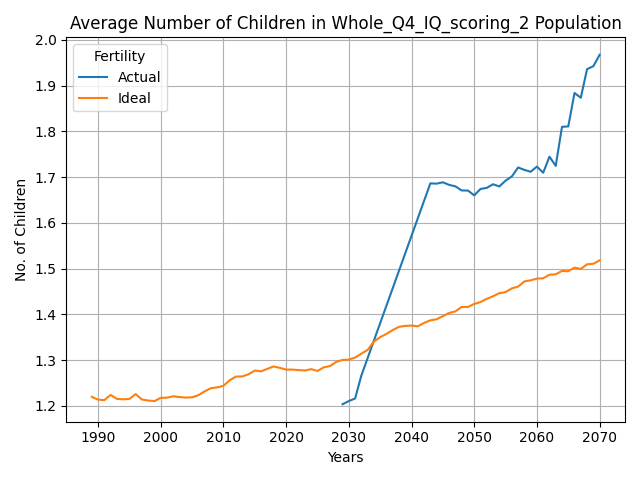 Average Number of Children in Whole_Q4_IQ_scoring_2 Population
Fertility
Actual
Ideal
No. of Children
2.0
1.9
1.8
1.7
1.6
1.5
1.4
1.3
1.2
1990 2000 2010 2020 2030 2040 2050 2060 2070
Years